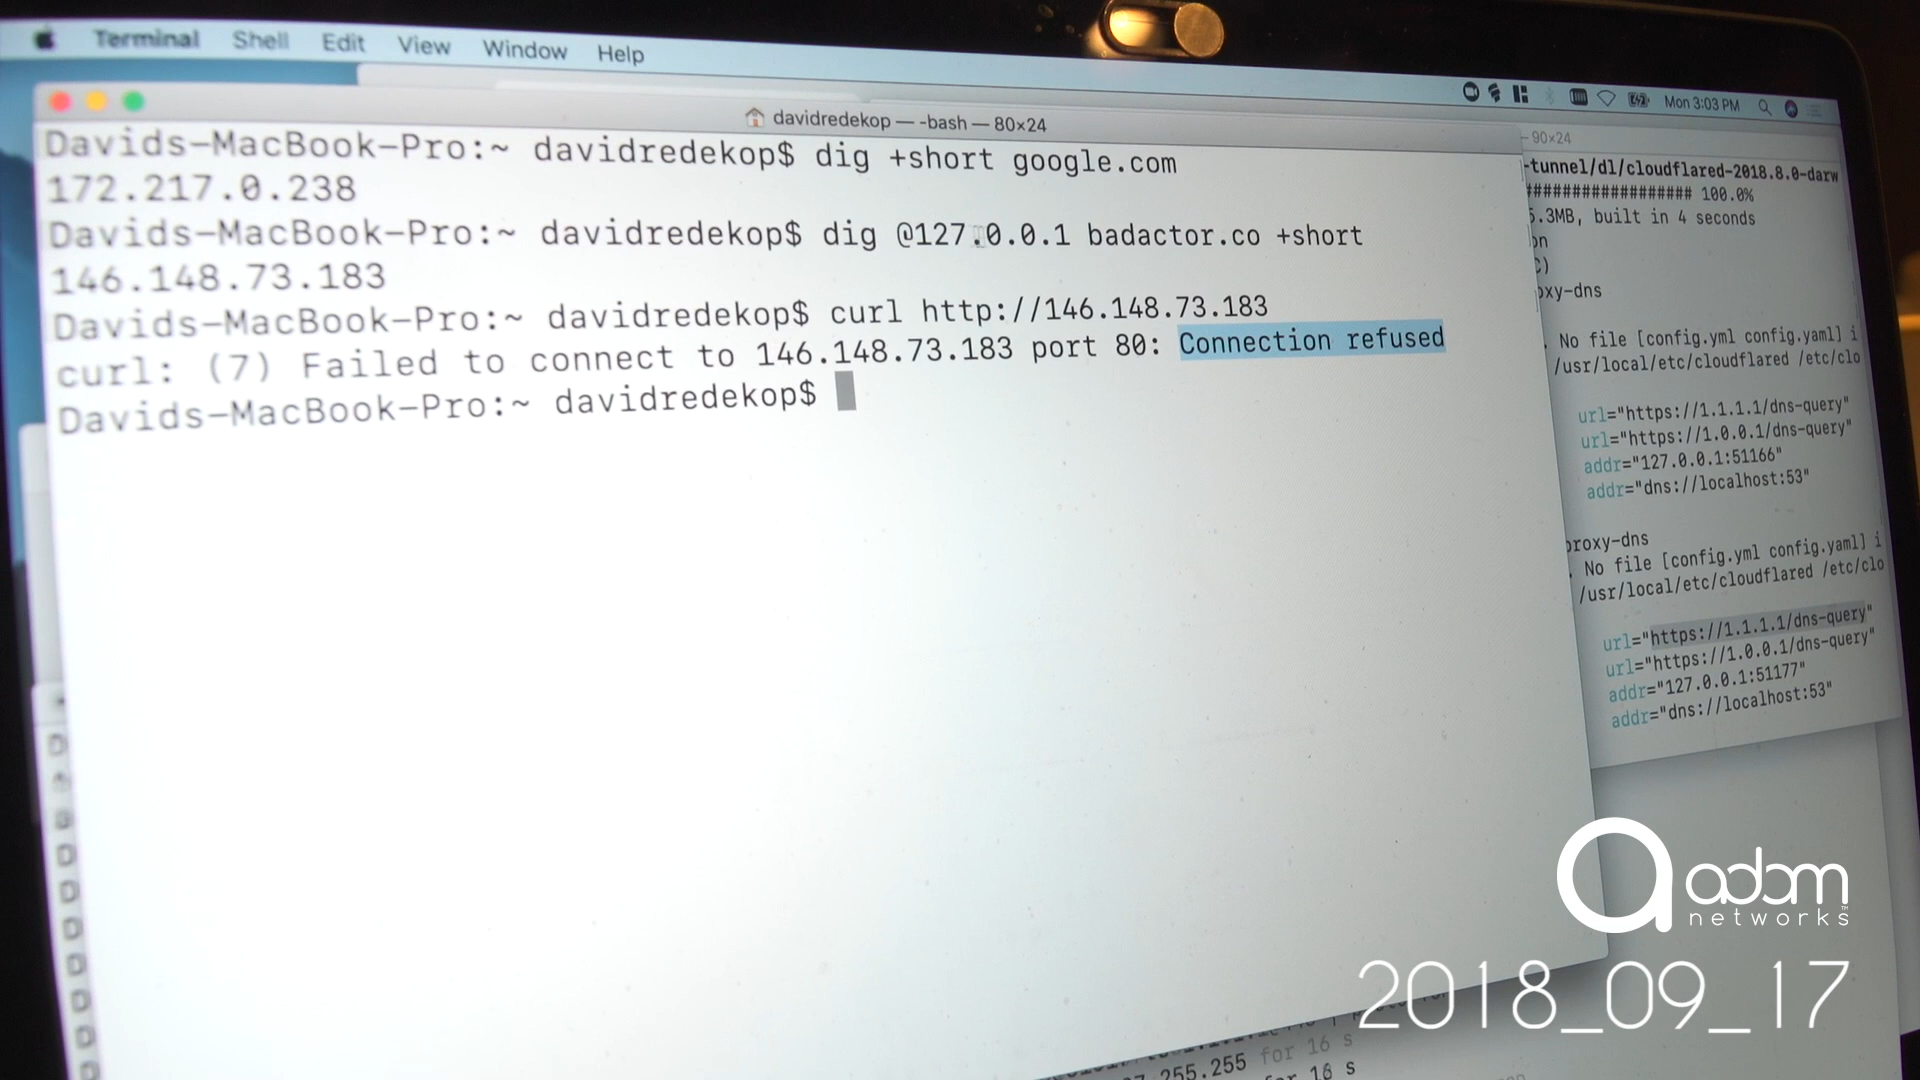 Terminal Shell Edit View Window Help
Mon 3:03 PM
davidredekop — -bash — 80×24
Davids-MacBook-Pro:~ davidredekop$ dig +short google.com
172.217.0.238
Davids-MacBook-Pro:~ davidredekop$ dig @127.0.0.1 badactor.co +short
146.148.73.183
Davids-MacBook-Pro:~ davidredekop$ curl http://146.148.73.183
curl: (7) Failed to connect to 146.148.73.183 port 80: Connection refused
Davids-MacBook-Pro:~ davidredekop$
— 90×24
-tunnel/dl/cloudflared-2018.8.0-darw
################## 100.0%
5.3MB, built in 4 seconds
on
C)
oxy-dns
. No file [config.yml config.yaml] i
/usr/local/etc/cloudflared /etc/clo
url="https://1.1.1.1/dns-query"
url="https://1.0.0.1/dns-query"
addr="127.0.0.1:51166"
addr="dns://localhost:53"
proxy-dns
. No file [config.yml config.yaml] i
/usr/local/etc/cloudflared /etc/clo
url="https://1.1.1.1/dns-query"
url="https://1.0.0.1/dns-query"
addr="127.0.0.1:51177"
addr="dns://localhost:53"
a adam
networks™
2018_09_17
.255.255 for 16 s
for 16 s